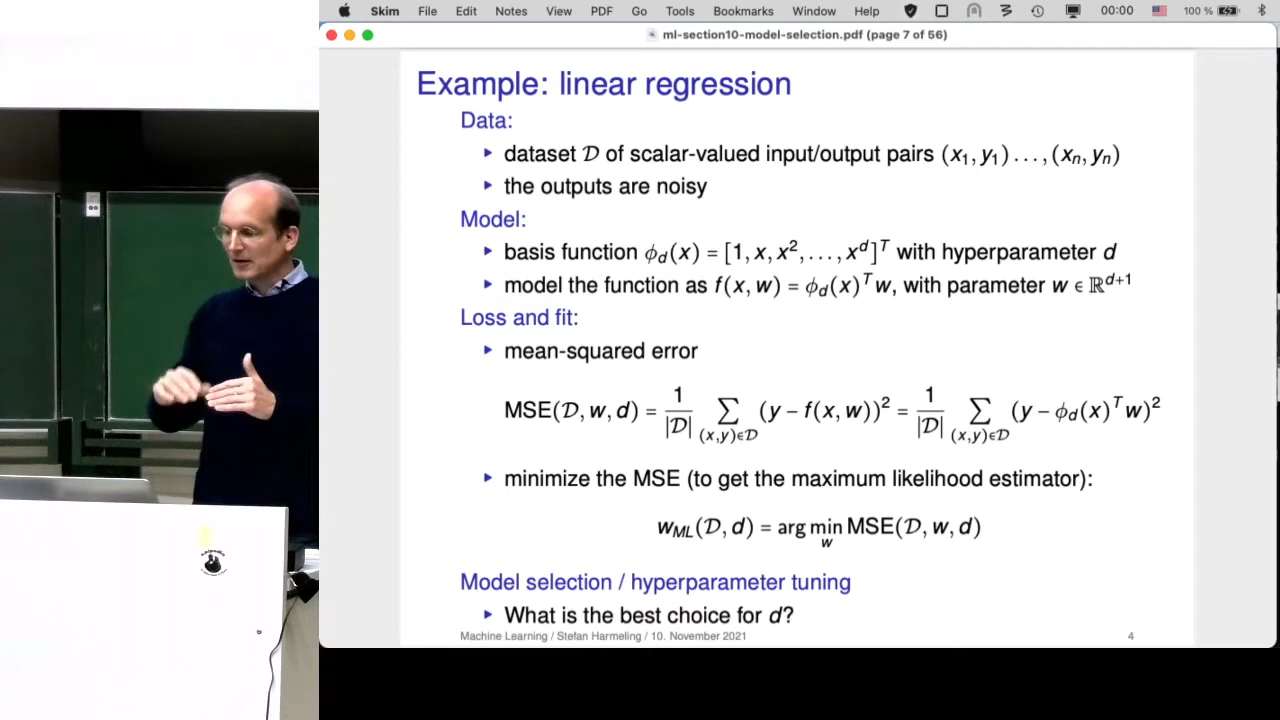 Skim File Edit Notes View PDF Go Tools Bookmarks Window Help 00:00 100 %
ml-section10-model-selection.pdf (page 7 of 56)
Example: linear regression
Data:
▸ dataset 𝒟 of scalar-valued input/output pairs (x₁, y₁) . . . , (xₙ, yₙ)
▸ the outputs are noisy
Model:
▸ basis function ϕ_d(x) = [1, x, x², . . . , x^d]^T with hyperparameter d
▸ model the function as f(x, w) = ϕ_d(x)^T w, with parameter w ∈ ℝ^{d+1}
Loss and fit:
▸ mean-squared error
MSE(𝒟, w, d) = 1/|𝒟| ∑_{(x,y)∈𝒟} (y − f(x, w))² = 1/|𝒟| ∑_{(x,y)∈𝒟} (y − ϕ_d(x)^T w)²
▸ minimize the MSE (to get the maximum likelihood estimator):
w_{ML}(𝒟, d) = arg min_w MSE(𝒟, w, d)
Model selection / hyperparameter tuning
▸ What is the best choice for d?
Machine Learning / Stefan Harmeling / 10. November 2021 4